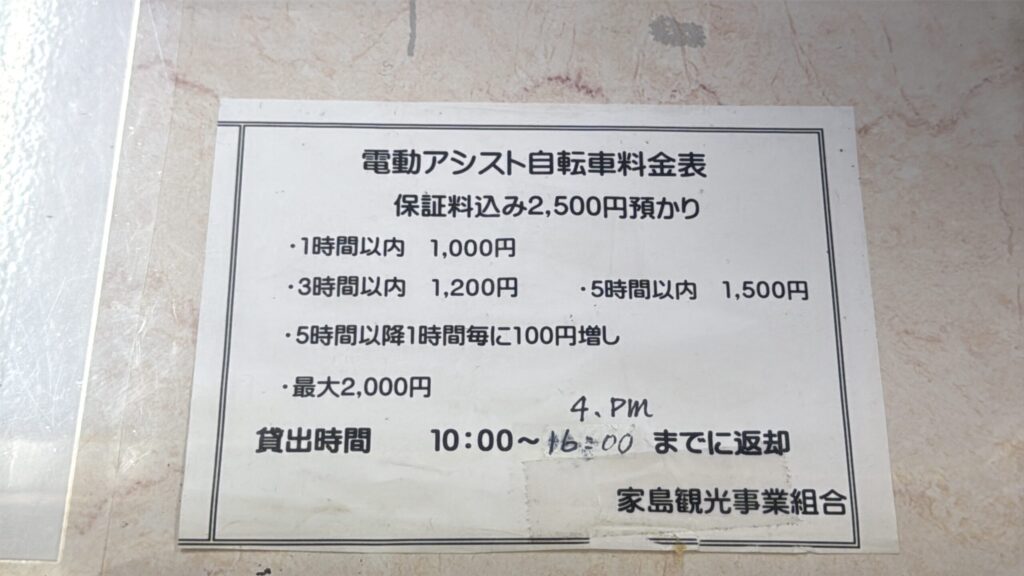 電動アシスト自転車料金表
保証料込み2,500円預かり
・1時間以内 1,000円
・3時間以内 1,200円 ・5時間以内 1,500円
・5時間以降1時間毎に100円増し
・最大2,000円
4.PM
貸出時間 10:00～16:00 までに返却
家島観光事業組合